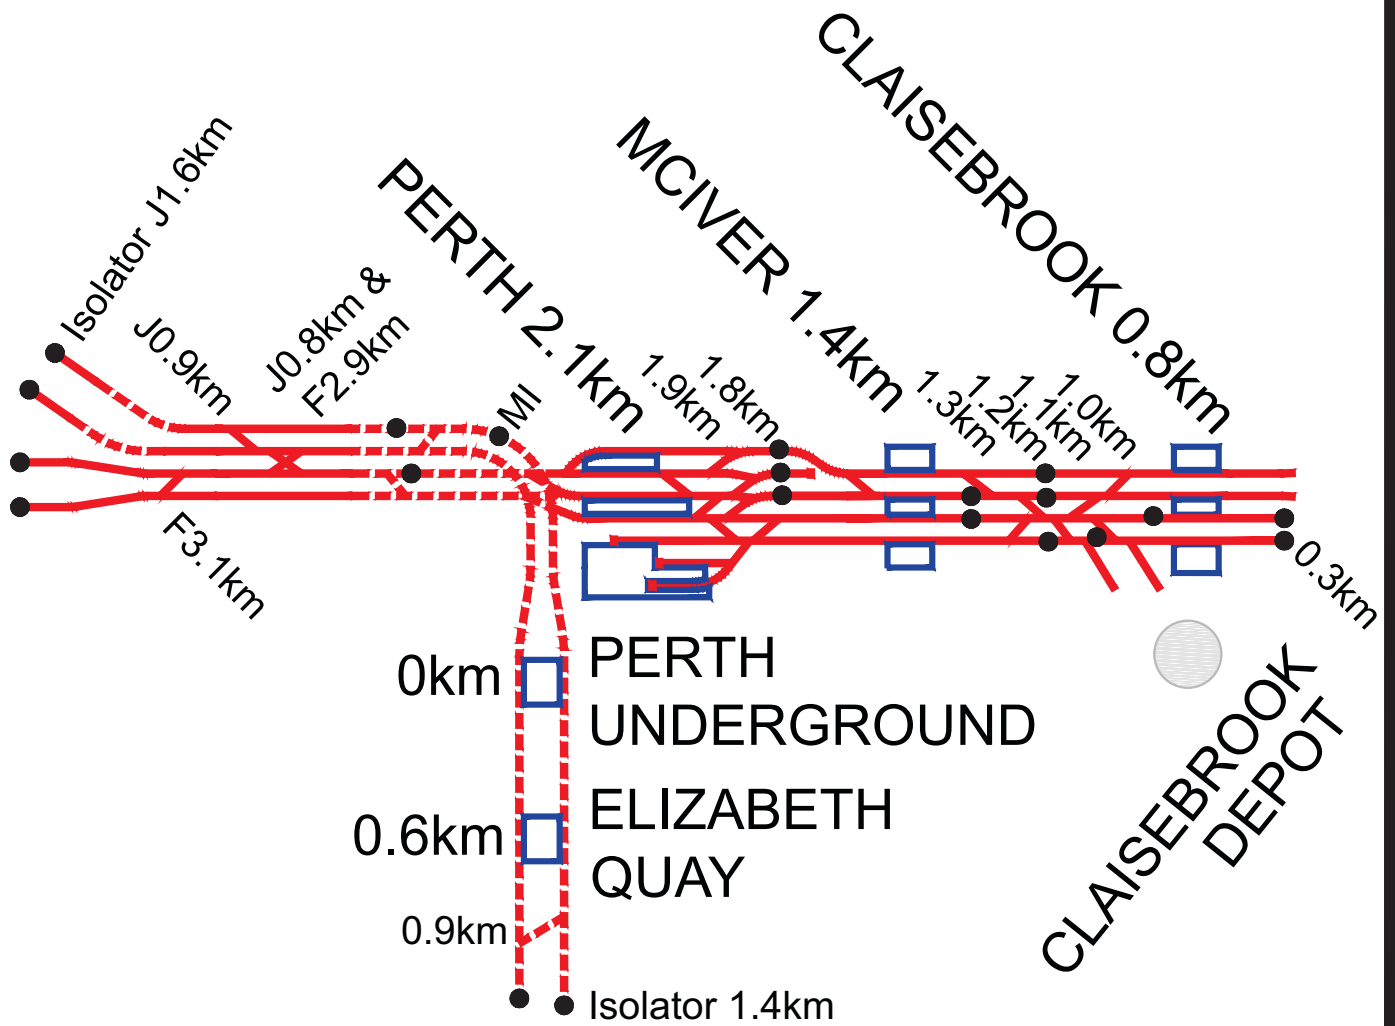 Isolator J1.6km
J0.9km
J0.8km &
F2.9km
F3.1km
MI
PERTH 2.1km
1.9km
1.8km
MCIVER 1.4km
1.3km
1.2km
1.1km
1.0km
CLAISEBROOK 0.8km
0.3km
CLAISEBROOK
DEPOT
0km
PERTH
UNDERGROUND
0.6km
ELIZABETH
QUAY
0.9km
Isolator 1.4km